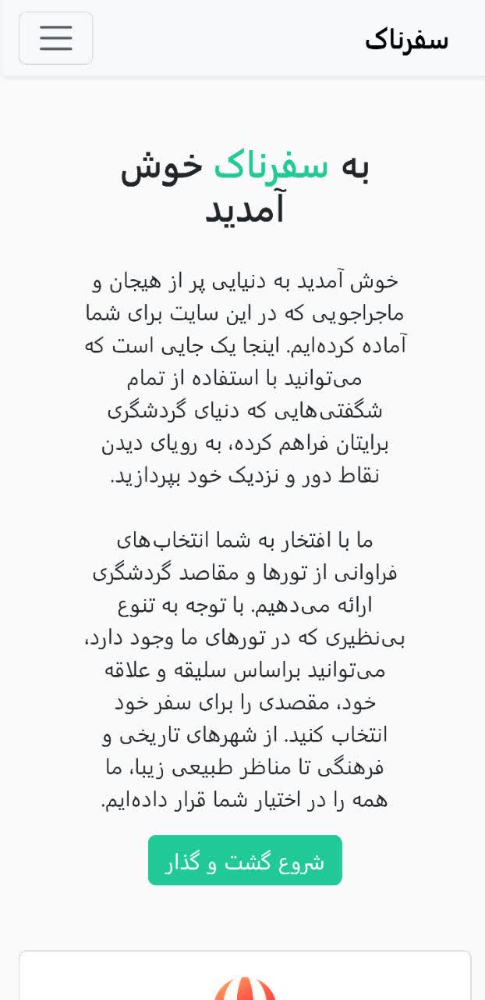 سفرناک
به سفرناک خوش
آمدید
خوش آمدید به دنیایی پر از هیجان و
ماجراجویی که در این سایت برای شما
آماده کرده‌ایم. اینجا یک جایی است که
می‌توانید با استفاده از تمام
شگفتی‌هایی که دنیای گردشگری
برایتان فراهم کرده، به رویای دیدن
نقاط دور و نزدیک خود بپردازید.
ما با افتخار به شما انتخاب‌های
فراوانی از تورها و مقاصد گردشگری
ارائه می‌دهیم. با توجه به تنوع
بی‌نظیری که در تورهای ما وجود دارد،
می‌توانید براساس سلیقه و علاقه
خود، مقصدی را برای سفر خود
انتخاب کنید. از شهرهای تاریخی و
فرهنگی تا مناظر طبیعی زیبا، ما
همه را در اختیار شما قرار داده‌ایم.
شروع گشت و گذار